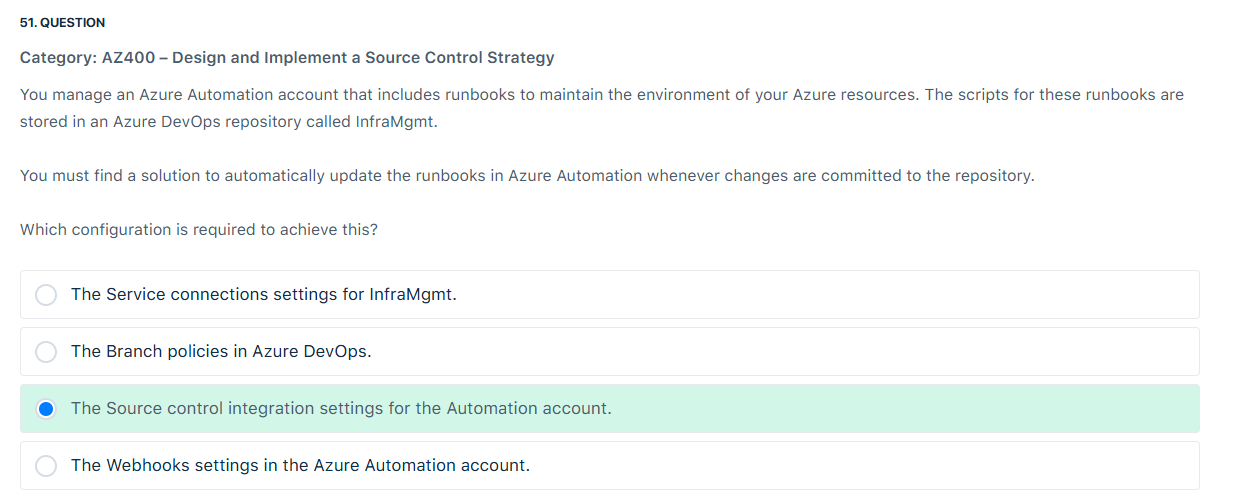 51. QUESTION
Category: AZ400 – Design and Implement a Source Control Strategy
You manage an Azure Automation account that includes runbooks to maintain the environment of your Azure resources. The scripts for these runbooks are
stored in an Azure DevOps repository called InfraMgmt.
You must find a solution to automatically update the runbooks in Azure Automation whenever changes are committed to the repository.
Which configuration is required to achieve this?
The Service connections settings for InfraMgmt.
The Branch policies in Azure DevOps.
The Source control integration settings for the Automation account.
The Webhooks settings in the Azure Automation account.